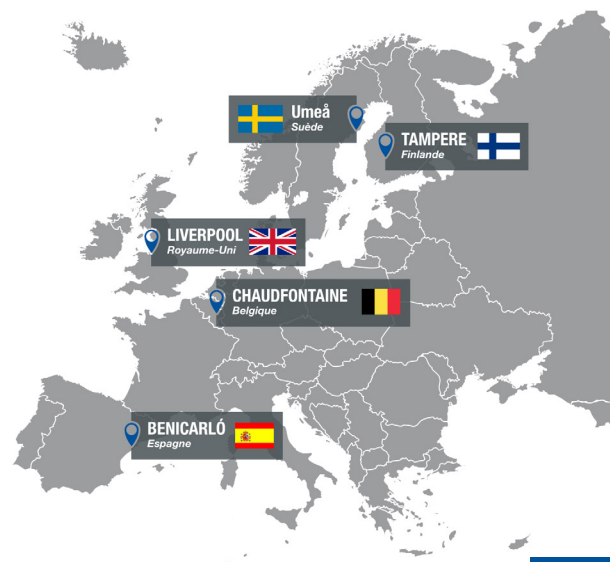 Umeå
Suède
TAMPERE
Finlande
LIVERPOOL
Royaume-Uni
CHAUDFONTAINE
Belgique
BENICARLÓ
Espagne